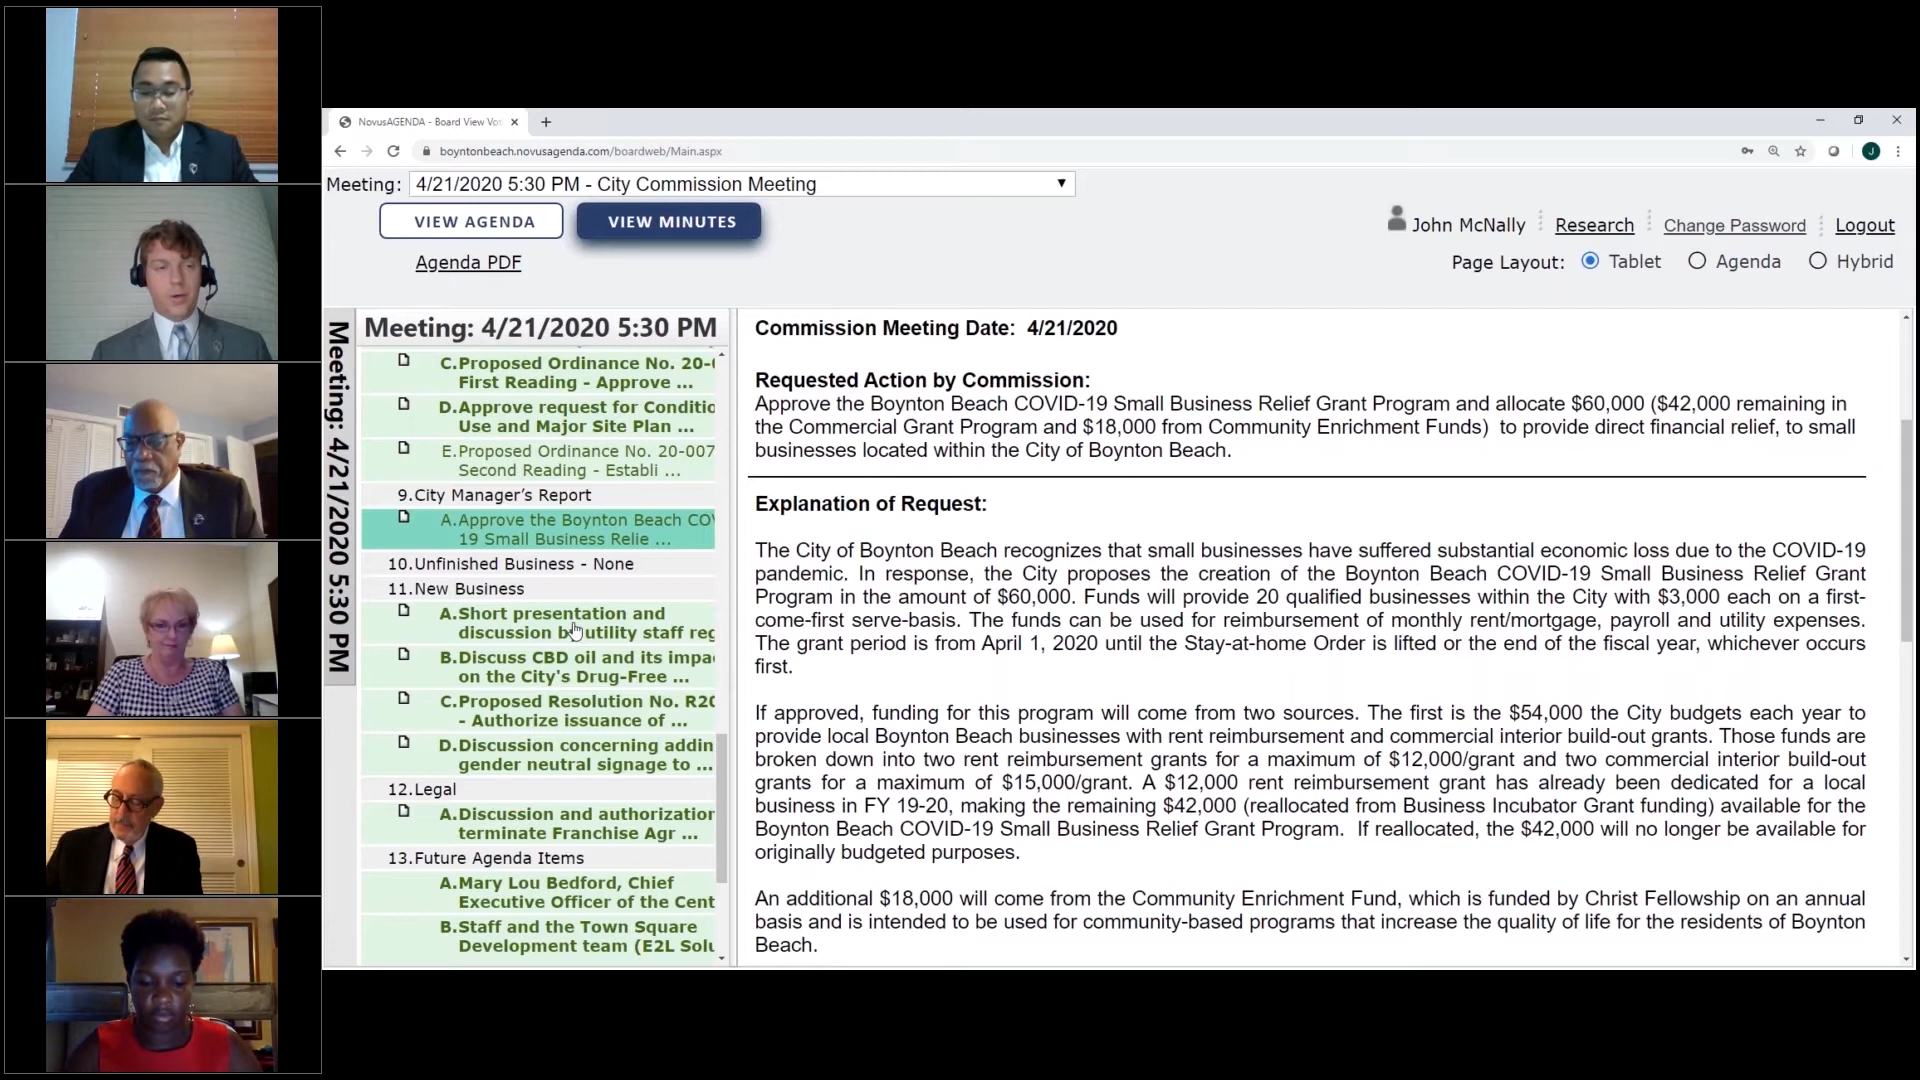 NovusAGENDA - Board View Vo
boyntonbeach.novusagenda.com/boardweb/Main.aspx
J
Meeting: 4/21/2020 5:30 PM - City Commission Meeting
VIEW AGENDA
VIEW MINUTES
John McNally
Research
Change Password
Logout
Agenda PDF
Page Layout: Tablet Agenda Hybrid
Meeting: 4/21/2020 5:30 PM
Meeting: 4/21/2020 5:30 PM
C.Proposed Ordinance No. 20-0
First Reading - Approve ...
D.Approve request for Conditio
Use and Major Site Plan ...
E.Proposed Ordinance No. 20-007
Second Reading - Establi ...
9.City Manager’s Report
A.Approve the Boynton Beach COV
19 Small Business Relie ...
10.Unfinished Business - None
11.New Business
A.Short presentation and
discussion by utility staff reg
B.Discuss CBD oil and its impa
on the City's Drug-Free ...
C.Proposed Resolution No. R20
- Authorize issuance of ...
D.Discussion concerning addin
gender neutral signage to ...
12.Legal
A.Discussion and authorization
terminate Franchise Agr ...
13.Future Agenda Items
A.Mary Lou Bedford, Chief
Executive Officer of the Cent
B.Staff and the Town Square
Development team (E2L Solu
Commission Meeting Date: 4/21/2020
Requested Action by Commission:
Approve the Boynton Beach COVID-19 Small Business Relief Grant Program and allocate $60,000 ($42,000 remaining in
the Commercial Grant Program and $18,000 from Community Enrichment Funds) to provide direct financial relief, to small
businesses located within the City of Boynton Beach.
Explanation of Request:
The City of Boynton Beach recognizes that small businesses have suffered substantial economic loss due to the COVID-19
pandemic. In response, the City proposes the creation of the Boynton Beach COVID-19 Small Business Relief Grant
Program in the amount of $60,000. Funds will provide 20 qualified businesses within the City with $3,000 each on a first-
come-first serve-basis. The funds can be used for reimbursement of monthly rent/mortgage, payroll and utility expenses.
The grant period is from April 1, 2020 until the Stay-at-home Order is lifted or the end of the fiscal year, whichever occurs
first.
If approved, funding for this program will come from two sources. The first is the $54,000 the City budgets each year to
provide local Boynton Beach businesses with rent reimbursement and commercial interior build-out grants. Those funds are
broken down into two rent reimbursement grants for a maximum of $12,000/grant and two commercial interior build-out
grants for a maximum of $15,000/grant. A $12,000 rent reimbursement grant has already been dedicated for a local
business in FY 19-20, making the remaining $42,000 (reallocated from Business Incubator Grant funding) available for the
Boynton Beach COVID-19 Small Business Relief Grant Program. If reallocated, the $42,000 will no longer be available for
originally budgeted purposes.
An additional $18,000 will come from the Community Enrichment Fund, which is funded by Christ Fellowship on an annual
basis and is intended to be used for community-based programs that increase the quality of life for the residents of Boynton
Beach.